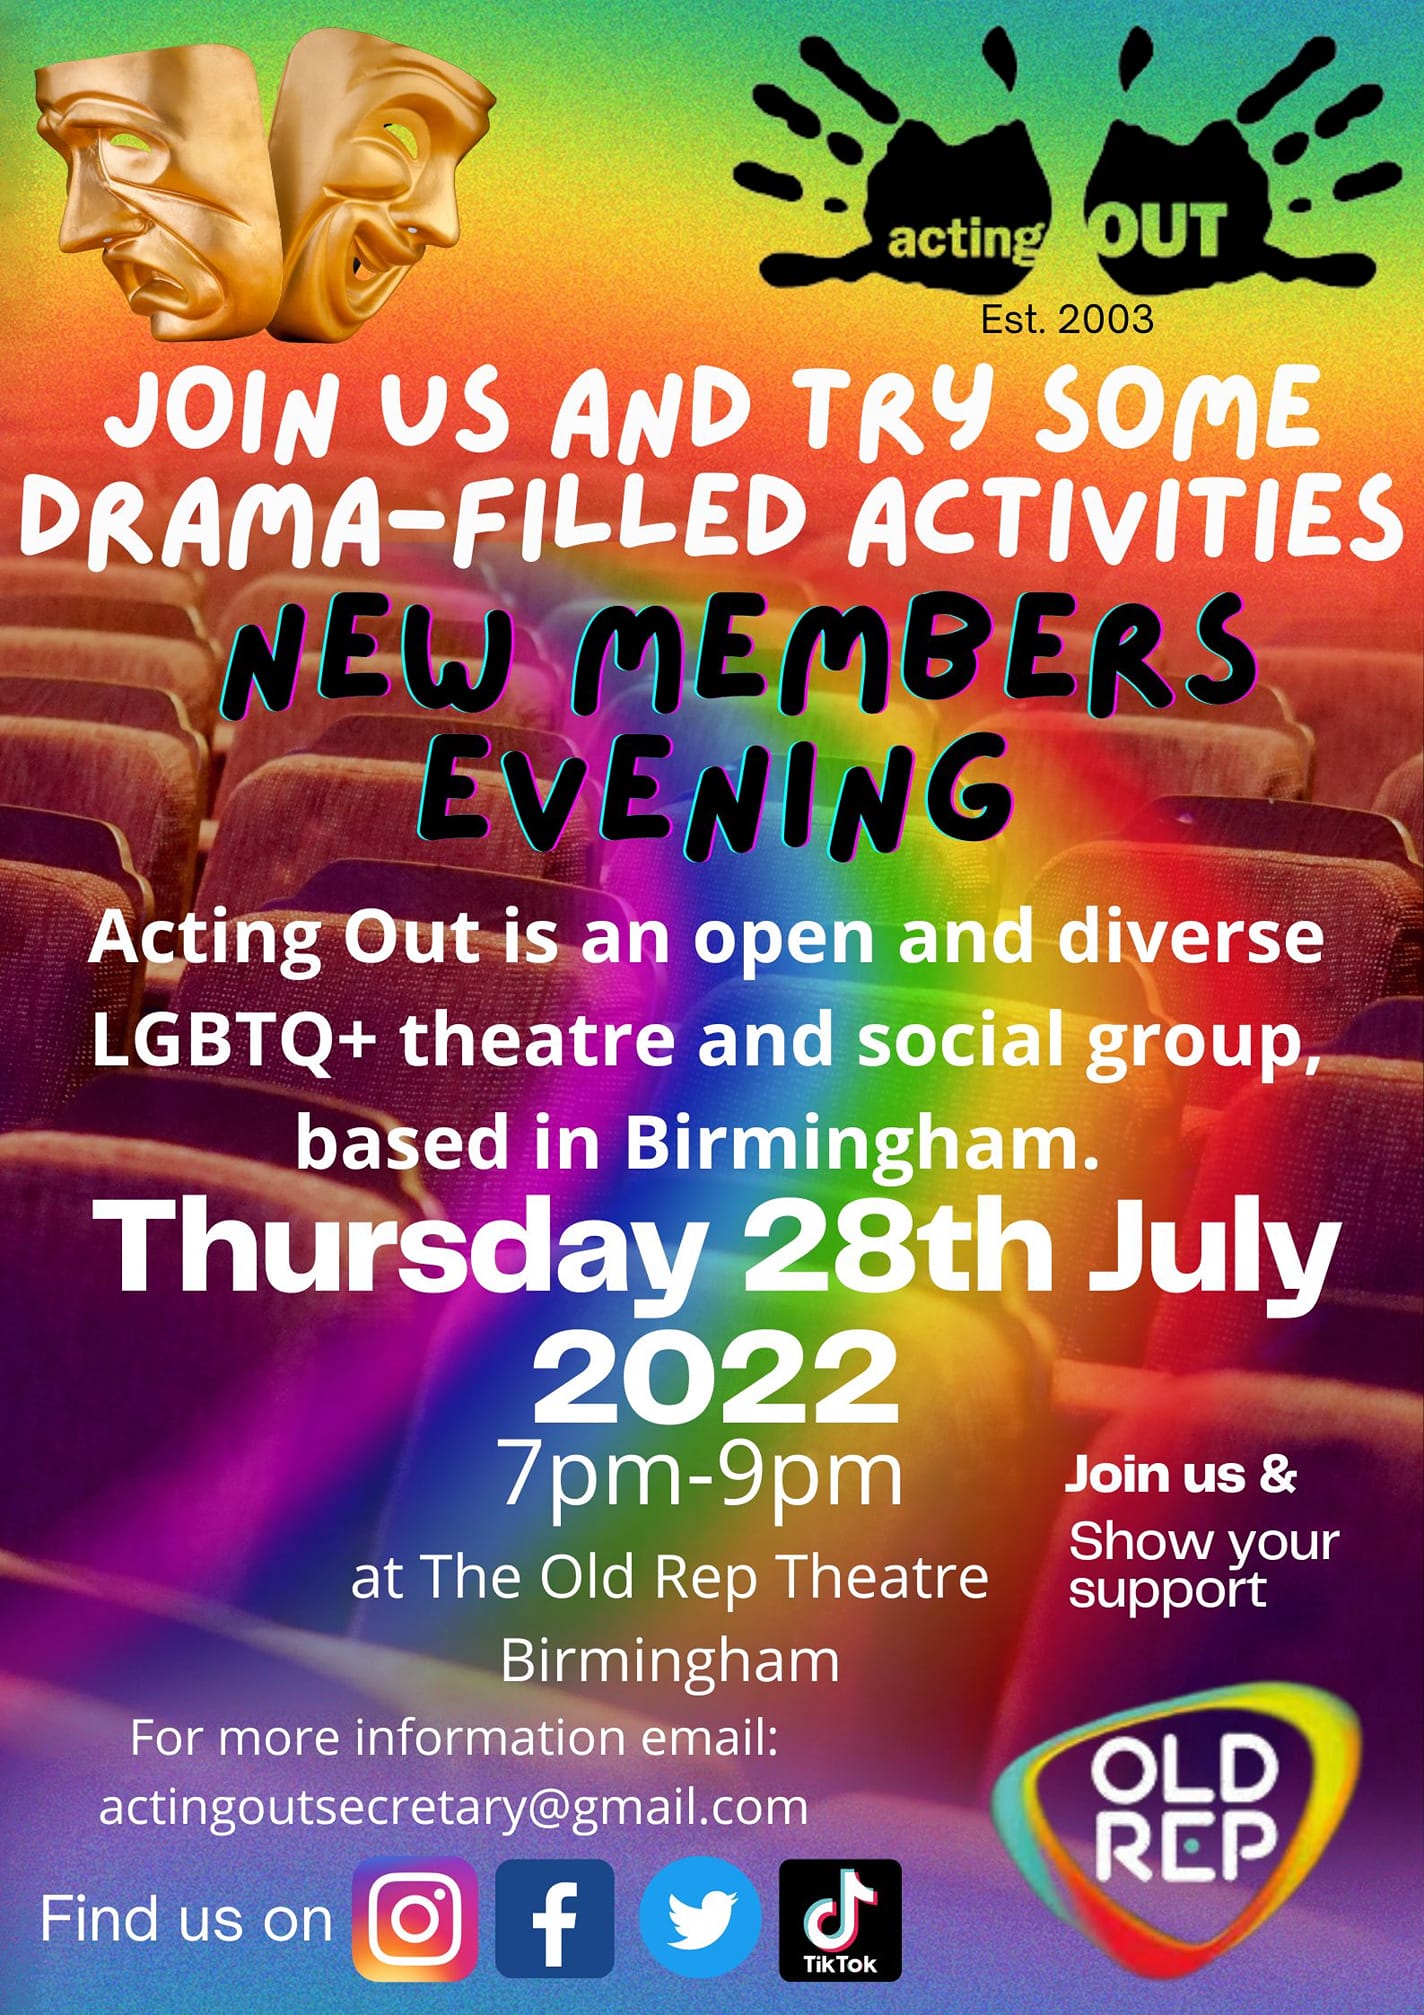 acting OUT
Est. 2003
JOIN US AND TRY SOME
DRAMA-FILLED ACTIVITIES
NEW MEMBERS
EVENING
Acting Out is an open and diverse
LGBTQ+ theatre and social group,
based in Birmingham.
Thursday 28th July
2022
7pm-9pm
at The Old Rep Theatre
Birmingham
Join us &
Show your
support
For more information email:
actingoutsecretary@gmail.com
OLD
REP
Find us on
TikTok